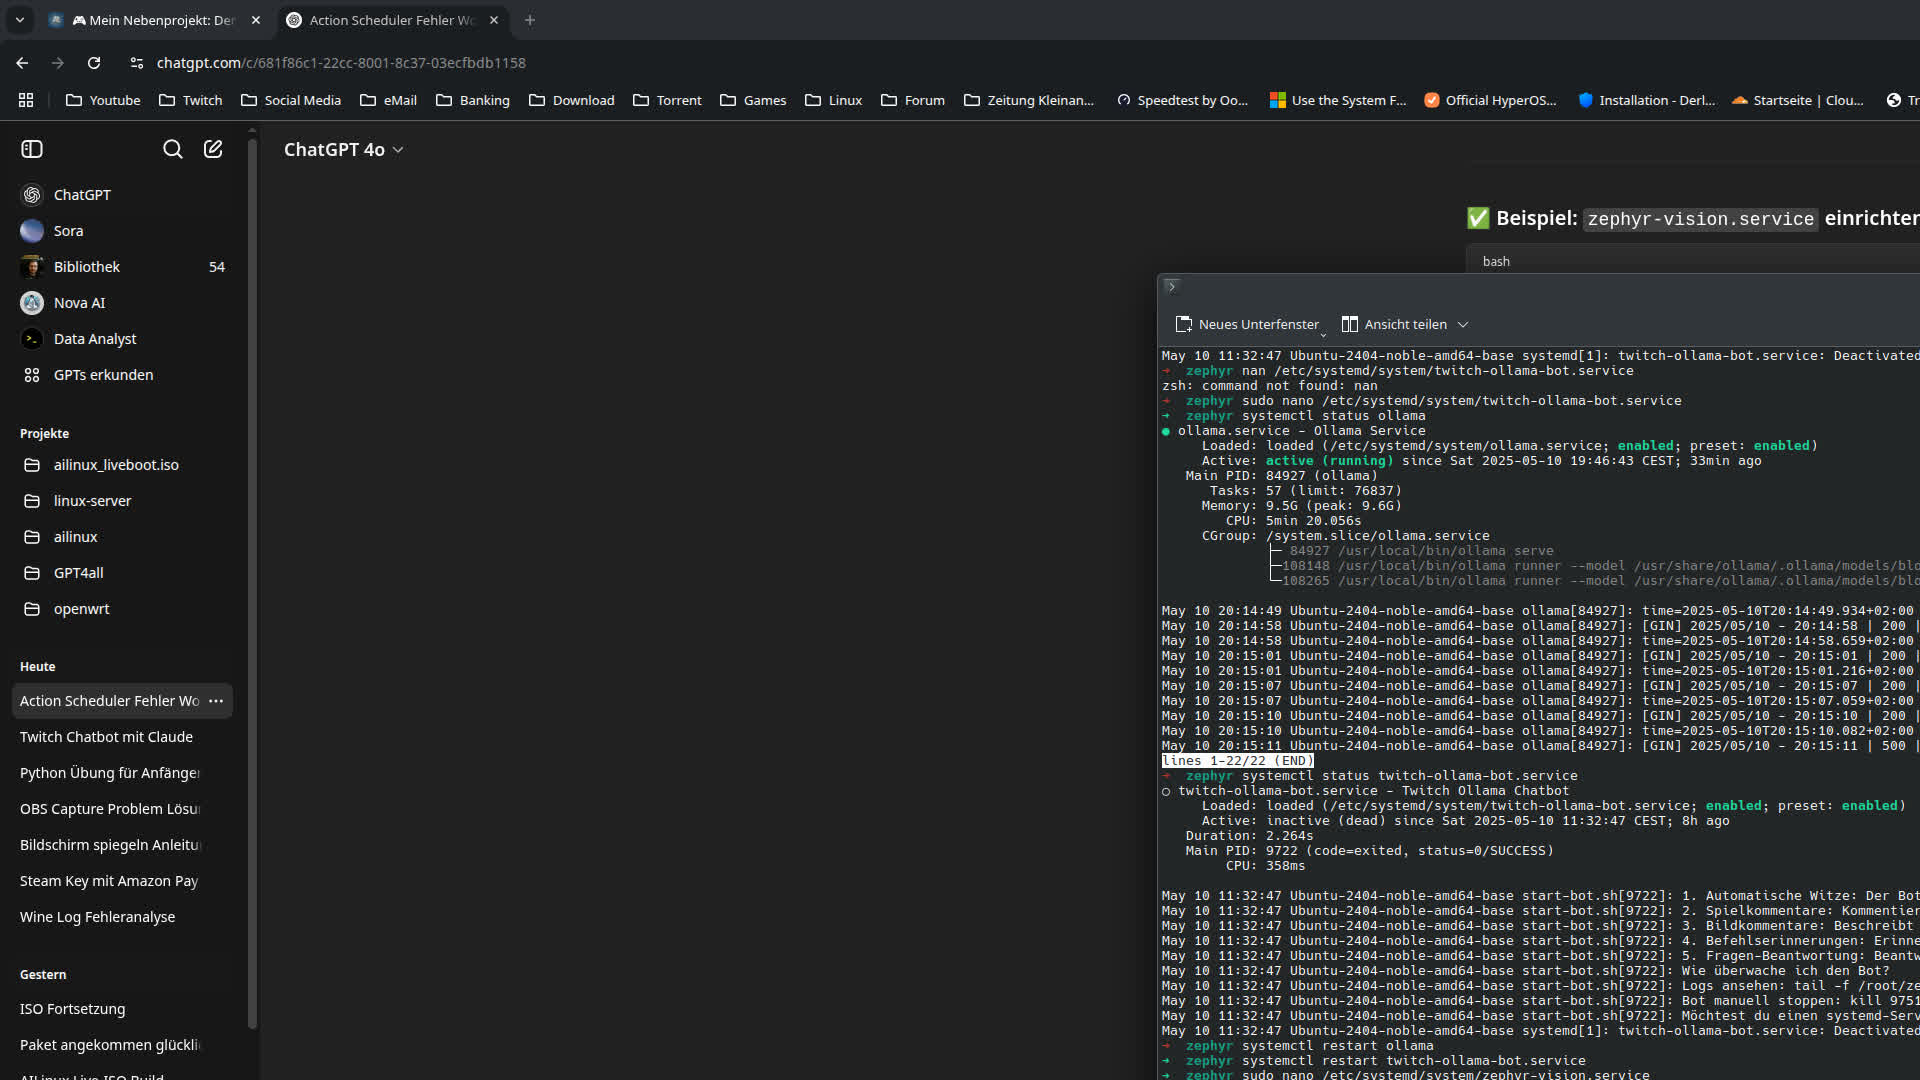 🎮 Mein Nebenprojekt: Der
Action Scheduler Fehler Wo
chatgpt.com/c/681f86c1-22cc-8001-8c37-03ecfbdb1158
Youtube
Twitch
Social Media
eMail
Banking
Download
Torrent
Games
Linux
Forum
Zeitung Kleinan...
Speedtest by Oo...
Use the System F...
Official HyperOS...
Installation - Derl...
Startseite | Clou...
Tr
ChatGPT 4o
ChatGPT
Sora
Bibliothek 54
Nova AI
Data Analyst
GPTs erkunden
Projekte
ailinux_liveboot.iso
linux-server
ailinux
GPT4all
openwrt
Heute
Action Scheduler Fehler Wo ...
Twitch Chatbot mit Claude
Python Übung für Anfänger
OBS Capture Problem Lösu
Bildschirm spiegeln Anleitu
Steam Key mit Amazon Pay
Wine Log Fehleranalyse
Gestern
ISO Fortsetzung
Paket angekommen glückli
AILinux Live ISO Build
✅ Beispiel: zephyr-vision.service einrichten
bash
Neues Unterfenster
Ansicht teilen
May 10 11:32:47 Ubuntu-2404-noble-amd64-base systemd[1]: twitch-ollama-bot.service: Deactivated
➜  zephyr nan /etc/systemd/system/twitch-ollama-bot.service
zsh: command not found: nan
➜  zephyr sudo nano /etc/systemd/system/twitch-ollama-bot.service
➜  zephyr systemctl status ollama
● ollama.service - Ollama Service
Loaded: loaded (/etc/systemd/system/ollama.service; enabled; preset: enabled)
Active: active (running) since Sat 2025-05-10 19:46:43 CEST; 33min ago
Main PID: 84927 (ollama)
Tasks: 57 (limit: 76837)
Memory: 9.5G (peak: 9.6G)
CPU: 5min 20.056s
CGroup: /system.slice/ollama.service
├─ 84927 /usr/local/bin/ollama serve
├─108148 /usr/local/bin/ollama runner --model /usr/share/ollama/.ollama/models/blo
└─108265 /usr/local/bin/ollama runner --model /usr/share/ollama/.ollama/models/blo
May 10 20:14:49 Ubuntu-2404-noble-amd64-base ollama[84927]: time=2025-05-10T20:14:49.934+02:00
May 10 20:14:58 Ubuntu-2404-noble-amd64-base ollama[84927]: [GIN] 2025/05/10 - 20:14:58 | 200 |
May 10 20:14:58 Ubuntu-2404-noble-amd64-base ollama[84927]: time=2025-05-10T20:14:58.659+02:00
May 10 20:15:01 Ubuntu-2404-noble-amd64-base ollama[84927]: [GIN] 2025/05/10 - 20:15:01 | 200 |
May 10 20:15:01 Ubuntu-2404-noble-amd64-base ollama[84927]: time=2025-05-10T20:15:01.216+02:00
May 10 20:15:07 Ubuntu-2404-noble-amd64-base ollama[84927]: [GIN] 2025/05/10 - 20:15:07 | 200 |
May 10 20:15:07 Ubuntu-2404-noble-amd64-base ollama[84927]: time=2025-05-10T20:15:07.059+02:00
May 10 20:15:10 Ubuntu-2404-noble-amd64-base ollama[84927]: [GIN] 2025/05/10 - 20:15:10 | 200 |
May 10 20:15:10 Ubuntu-2404-noble-amd64-base ollama[84927]: time=2025-05-10T20:15:10.082+02:00
May 10 20:15:11 Ubuntu-2404-noble-amd64-base ollama[84927]: [GIN] 2025/05/10 - 20:15:11 | 500 |
lines 1-22/22 (END)
➜  zephyr systemctl status twitch-ollama-bot.service
○ twitch-ollama-bot.service - Twitch Ollama Chatbot
Loaded: loaded (/etc/systemd/system/twitch-ollama-bot.service; enabled; preset: enabled)
Active: inactive (dead) since Sat 2025-05-10 11:32:47 CEST; 8h ago
Duration: 2.264s
Main PID: 9722 (code=exited, status=0/SUCCESS)
CPU: 358ms
May 10 11:32:47 Ubuntu-2404-noble-amd64-base start-bot.sh[9722]: 1. Automatische Witze: Der Bot
May 10 11:32:47 Ubuntu-2404-noble-amd64-base start-bot.sh[9722]: 2. Spielkommentare: Kommentier
May 10 11:32:47 Ubuntu-2404-noble-amd64-base start-bot.sh[9722]: 3. Bildkommentare: Beschreibt
May 10 11:32:47 Ubuntu-2404-noble-amd64-base start-bot.sh[9722]: 4. Befehlserinnerungen: Erinne
May 10 11:32:47 Ubuntu-2404-noble-amd64-base start-bot.sh[9722]: 5. Fragen-Beantwortung: Beantw
May 10 11:32:47 Ubuntu-2404-noble-amd64-base start-bot.sh[9722]: Wie überwache ich den Bot?
May 10 11:32:47 Ubuntu-2404-noble-amd64-base start-bot.sh[9722]: Logs ansehen: tail -f /root/ze
May 10 11:32:47 Ubuntu-2404-noble-amd64-base start-bot.sh[9722]: Bot manuell stoppen: kill 9751
May 10 11:32:47 Ubuntu-2404-noble-amd64-base start-bot.sh[9722]: Möchtest du einen systemd-Serv
May 10 11:32:47 Ubuntu-2404-noble-amd64-base systemd[1]: twitch-ollama-bot.service: Deactivated
➜  zephyr systemctl restart ollama
➜  zephyr systemctl restart twitch-ollama-bot.service
➜  zephyr sudo nano /etc/systemd/system/zephyr-vision.service